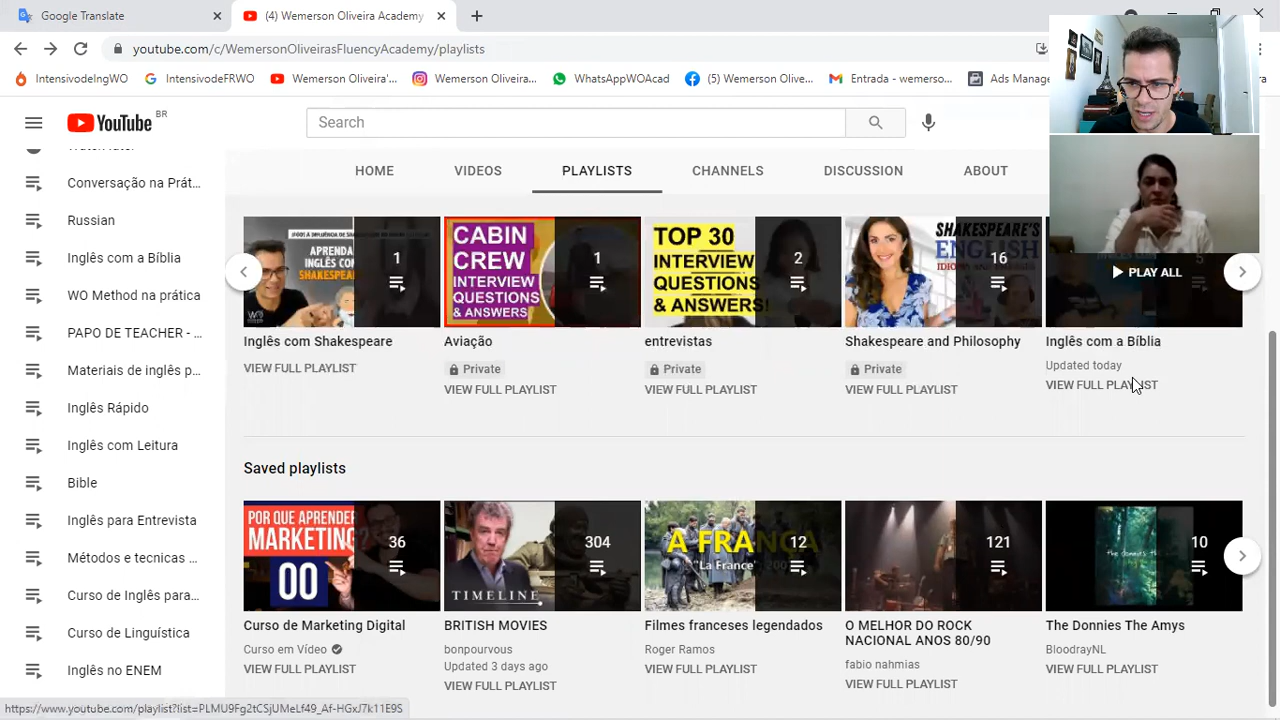 Google Translate
(4) Wemerson Oliveira Academy
youtube.com/c/WemersonOliveirasFluencyAcademy/playlists
IntensivodeIngWO
IntensivodeFRWO
Wemerson Oliveira'...
Wemerson Oliveira...
WhatsAppWOAcad
(5) Wemerson Olive...
Entrada - wemerso...
Ads Manage
YouTube BR
Search
HOME
VIDEOS
PLAYLISTS
CHANNELS
DISCUSSION
ABOUT
Conversação na Prát...
Russian
Inglês com a Bíblia
WO Method na prática
PAPO DE TEACHER - ...
Materiais de inglês p...
Inglês Rápido
Inglês com Leitura
Bible
Inglês para Entrevista
Métodos e tecnicas ...
Curso de Inglês para...
Curso de Linguística
Inglês no ENEM
APRENDA
INGLÊS COM
SHAKESPEARE
1
Inglês com Shakespeare
VIEW FULL PLAYLIST
CABIN
CREW
INTERVIEW
QUESTIONS
& ANSWERS
1
Aviação
Private
VIEW FULL PLAYLIST
TOP 30
INTERVIEW
QUESTIONS
& ANSWERS!
2
entrevistas
Private
VIEW FULL PLAYLIST
SHAKESPEARE'S
ENGLISH
16
Shakespeare and Philosophy
Private
VIEW FULL PLAYLIST
5
PLAY ALL
Inglês com a Bíblia
Updated today
VIEW FULL PLAYLIST
Saved playlists
POR QUE APRENDER
MARKETING?
00
36
Curso de Marketing Digital
Curso em Vídeo
VIEW FULL PLAYLIST
TIMELINE
304
BRITISH MOVIES
bonpourvous
Updated 3 days ago
VIEW FULL PLAYLIST
A FRANÇA
"La France" 200
12
Filmes franceses legendados
Roger Ramos
VIEW FULL PLAYLIST
121
O MELHOR DO ROCK
NACIONAL ANOS 80/90
fabio nahmias
VIEW FULL PLAYLIST
the donnies th
10
The Donnies The Amys
BloodrayNL
VIEW FULL PLAYLIST
https://www.youtube.com/playlist?list=PLMU9Fg2tCSjUMeLf49_Af-HGxJ7k11E9S